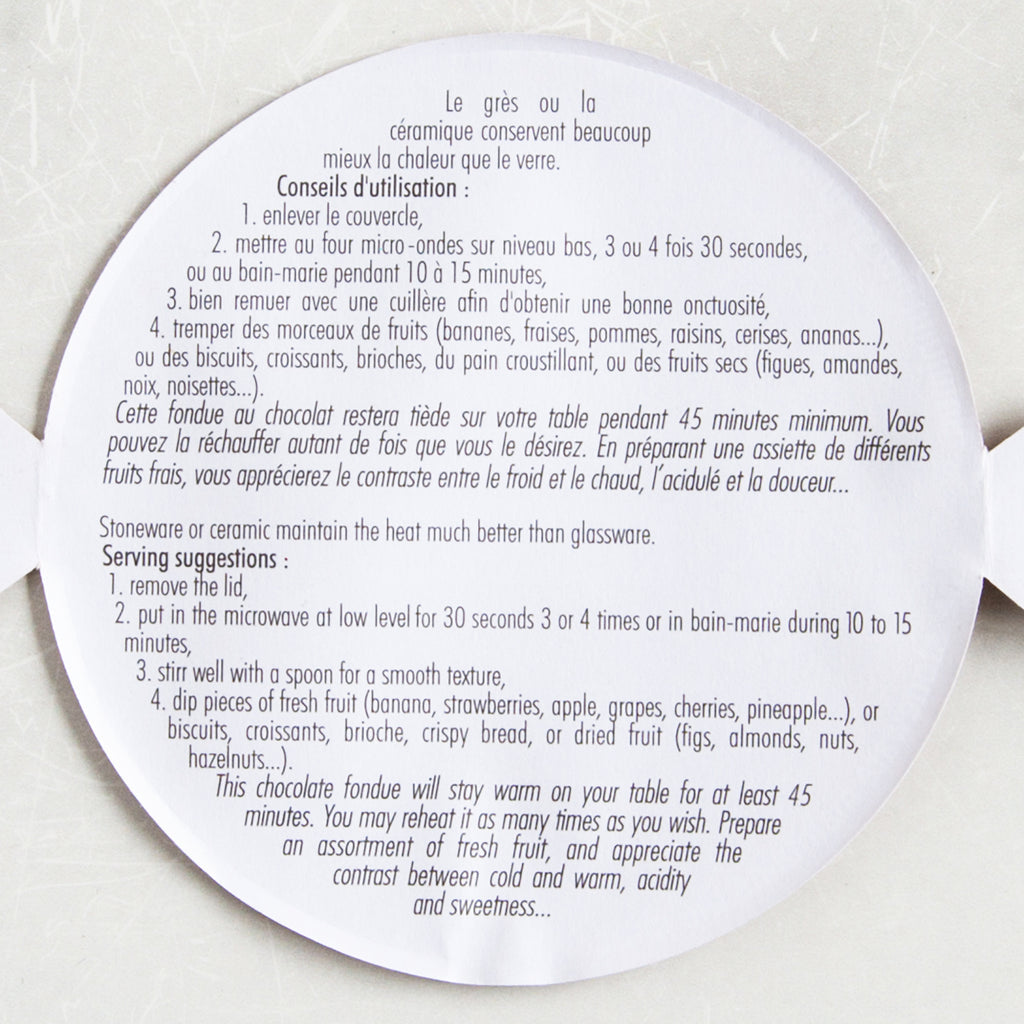 Le grès ou la
céramique conservent beaucoup
mieux la chaleur que le verre.
Conseils d'utilisation :
1. enlever le couvercle,
2. mettre au four micro-ondes sur niveau bas, 3 ou 4 fois 30 secondes,
ou au bain-marie pendant 10 à 15 minutes,
3. bien remuer avec une cuillère afin d'obtenir une bonne onctuosité,
4. tremper des morceaux de fruits (bananes, fraises, pommes, raisins, cerises, ananas...),
ou des biscuits, croissants, brioches, du pain croustillant, ou des fruits secs (figues, amandes,
noix, noisettes...).
Cette fondue au chocolat restera tiède sur votre table pendant 45 minutes minimum. Vous
pouvez la réchauffer autant de fois que vous le désirez. En préparant une assiette de différents
fruits frais, vous apprécierez le contraste entre le froid et le chaud, l'acidulé et la douceur...
Stoneware or ceramic maintain the heat much better than glassware.
Serving suggestions :
1. remove the lid,
2. put in the microwave at low level for 30 seconds 3 or 4 times or in bain-marie during 10 to 15
minutes,
3. stirr well with a spoon for a smooth texture,
4. dip pieces of fresh fruit (banana, strawberries, apple, grapes, cherries, pineapple...), or
biscuits, croissants, brioche, crispy bread, or dried fruit (figs, almonds, nuts,
hazelnuts...).
This chocolate fondue will stay warm on your table for at least 45
minutes. You may reheat it as many times as you wish. Prepare
an assortment of fresh fruit, and appreciate the
contrast between cold and warm, acidity
and sweetness...